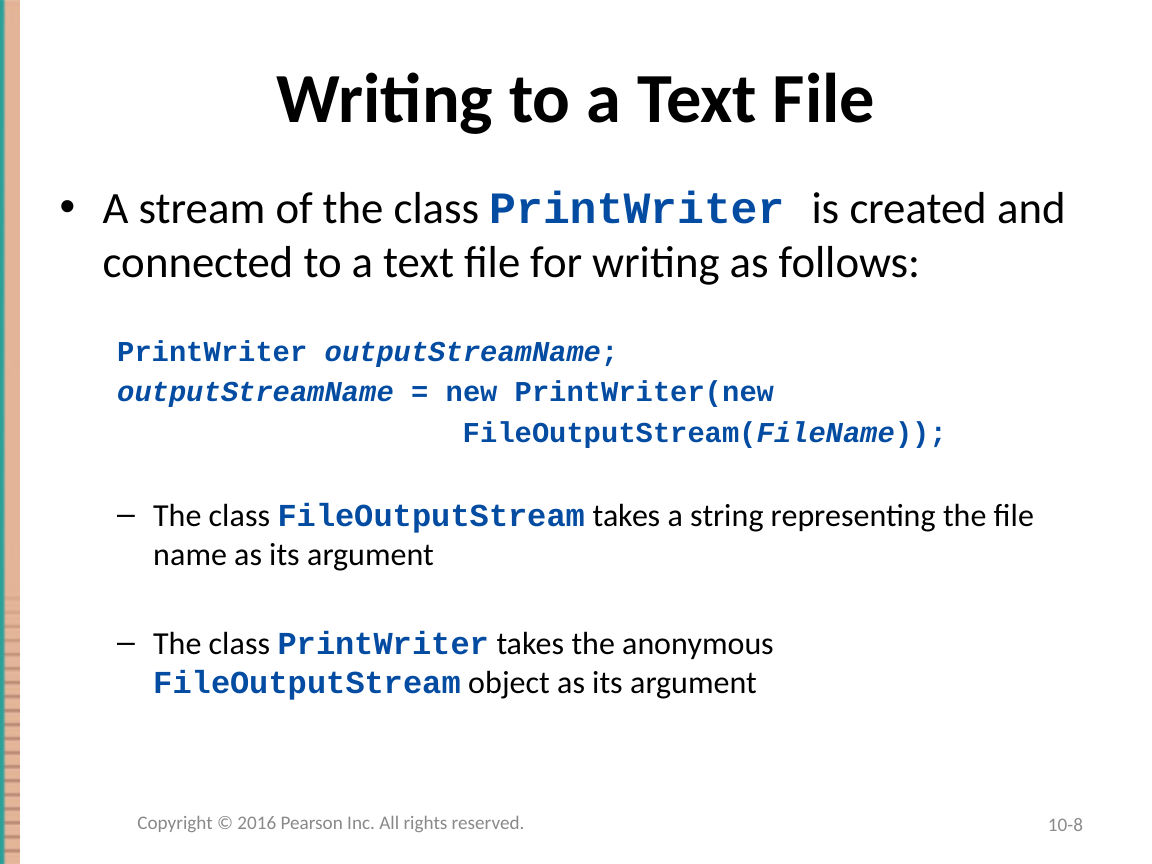 Writing to a Text File
• A stream of the class PrintWriter is created and
connected to a text file for writing as follows:
PrintWriter outputStreamName;
outputStreamName = new PrintWriter(new
FileOutputStream(FileName));
– The class FileOutputStream takes a string representing the file
name as its argument
– The class PrintWriter takes the anonymous
FileOutputStream object as its argument
Copyright © 2016 Pearson Inc. All rights reserved.
10-8